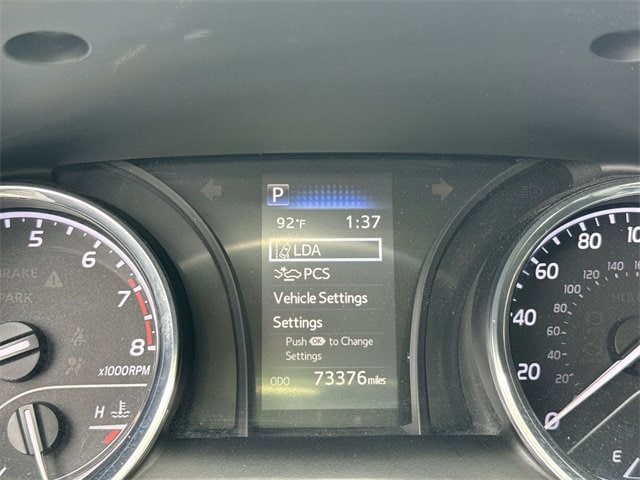 P
92°F 1:37
LDA
PCS
Vehicle Settings
Settings
Push OK to Change
Settings
ODO 73376 miles
5
6
7
8
BRAKE
PARK
x1000RPM
H
0
20
40
60
80
20
40
60
80
100
120
140
E